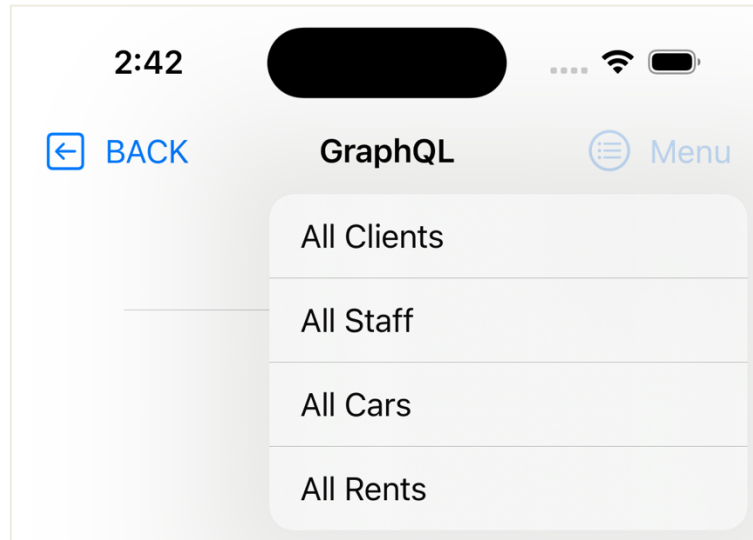 2:42
BACK GraphQL Menu
All Clients
All Staff
All Cars
All Rents